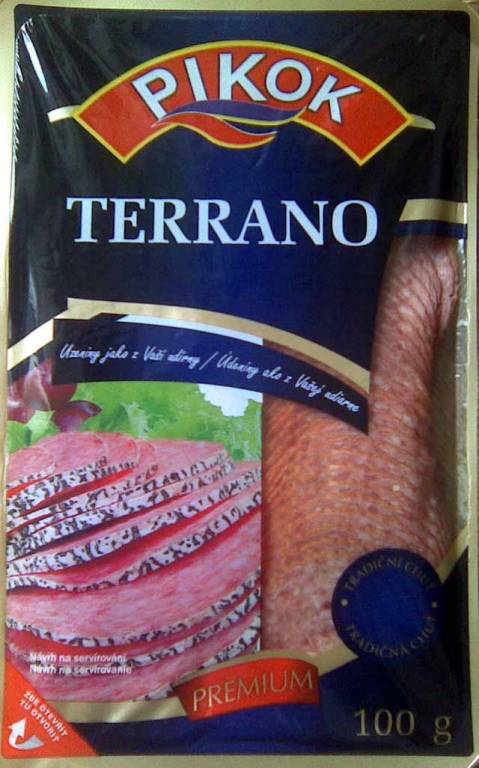 PIKOK
TERRANO
Uzeniny jako z Vaší udírny / Údeniny ako z Vašej udiarne
TRADIČNÍ CHUŤ
TRADIČNÁ CHUŤ
Návrh na servírování
Návrh na servírovanie
PREMIUM
ZDE OTEVŘÍT
TU OTVORIŤ
100 g